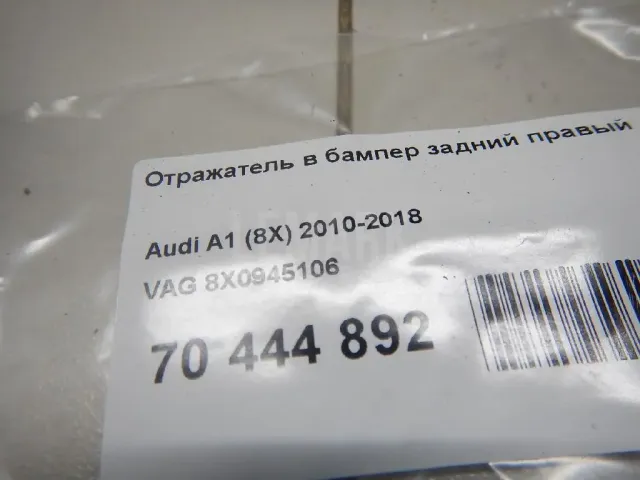 Отражатель в бампер задний правый
Audi A1 (8X) 2010-2018
VAG 8X0945106
70 444 892